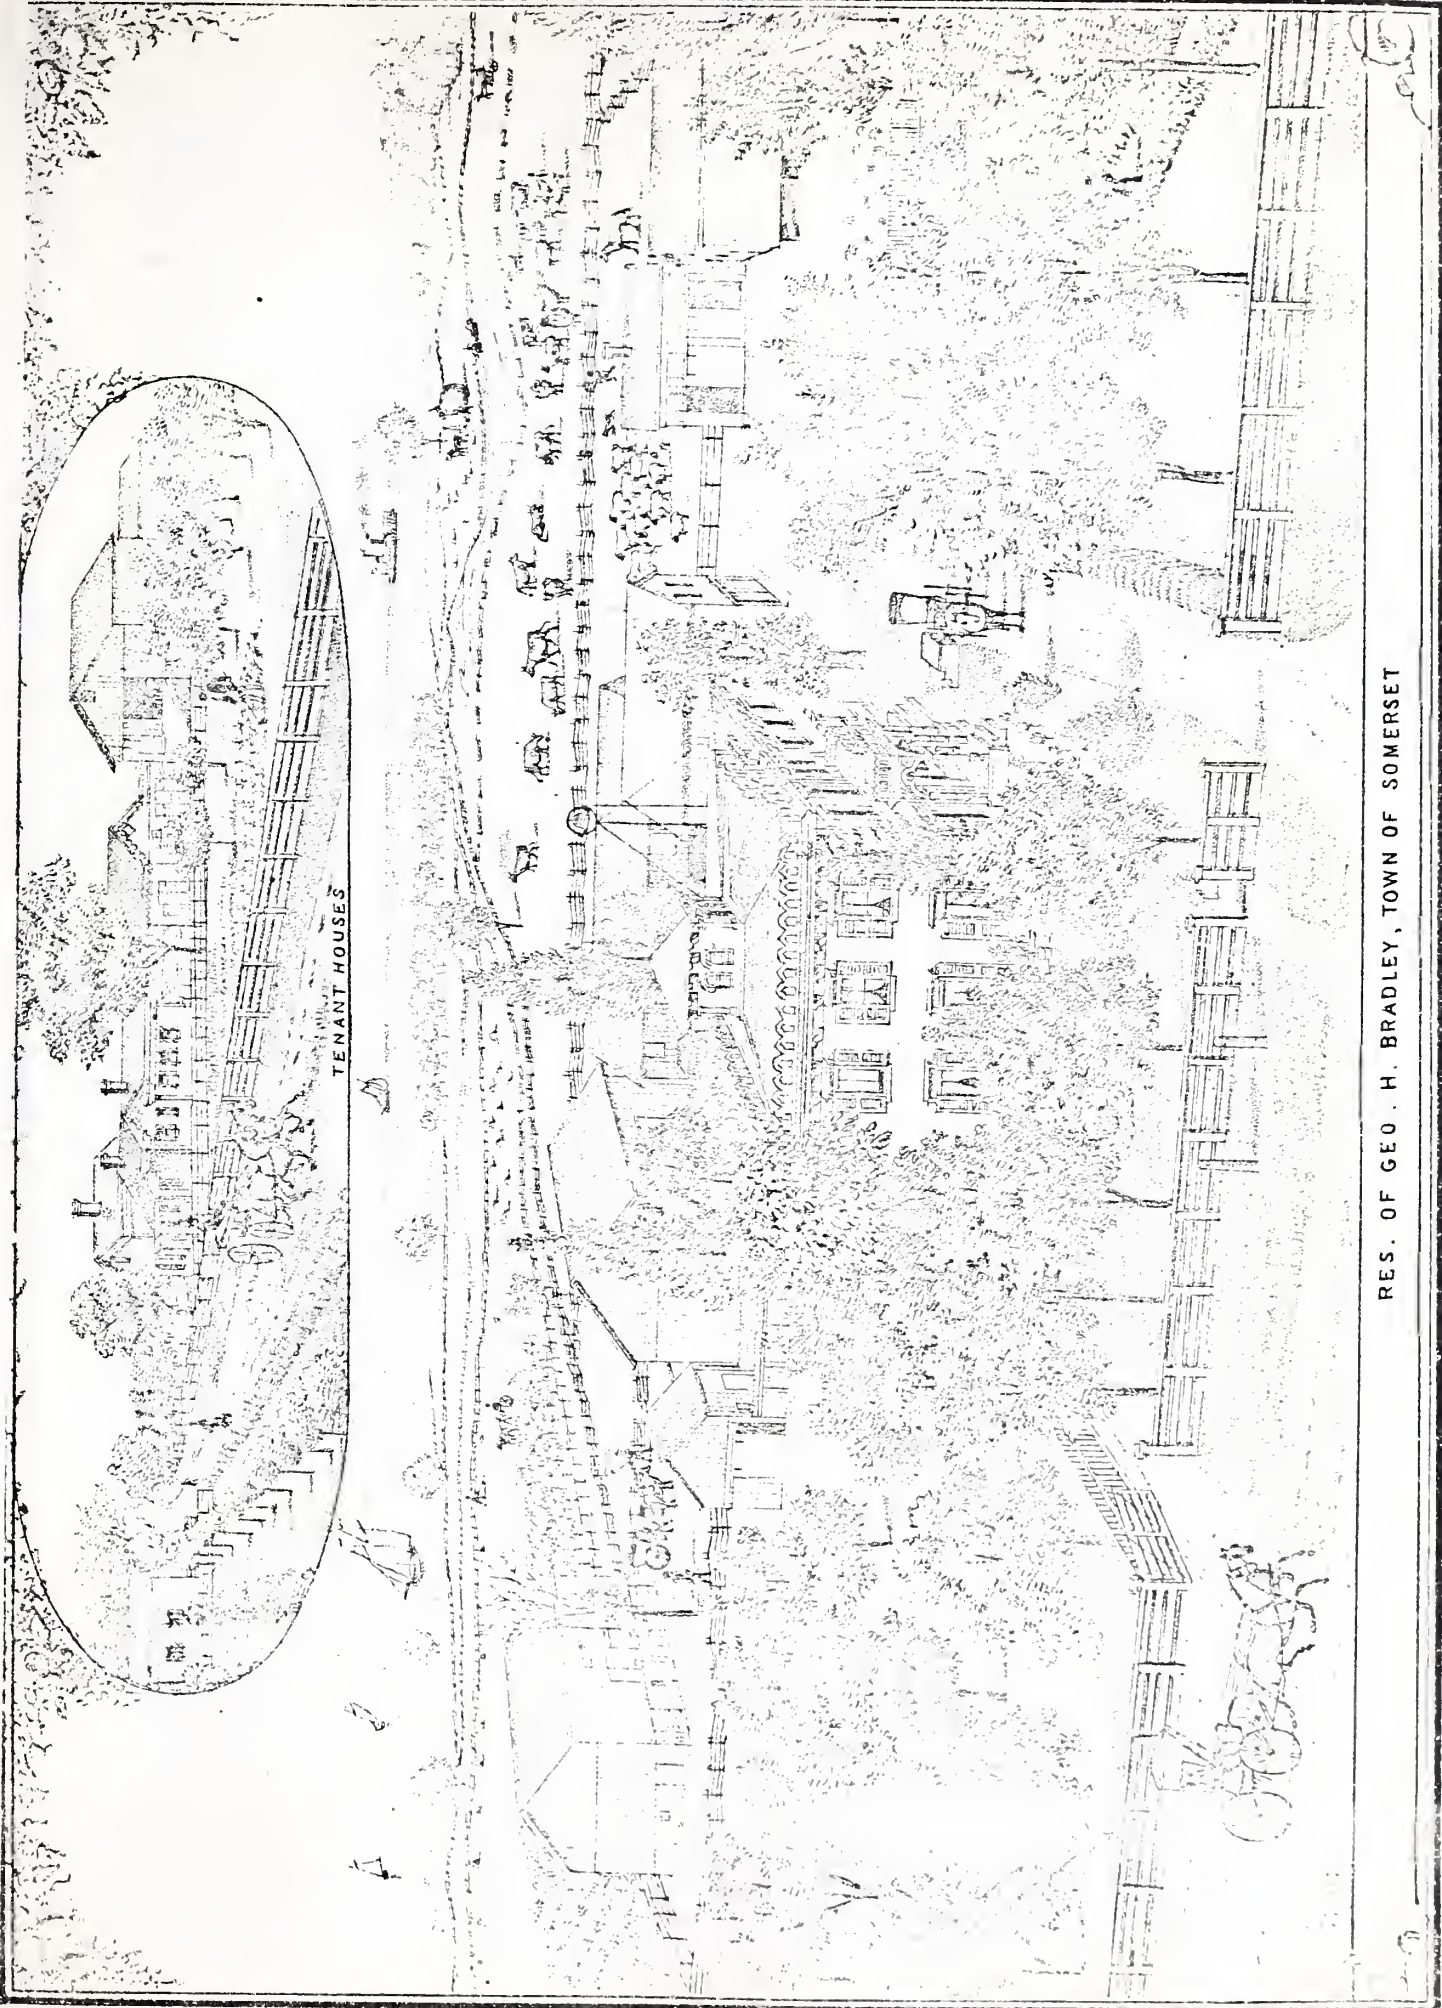 TENANT HOUSES
RES. OF GEO. H. BRADLEY, TOWN OF SOMERSET